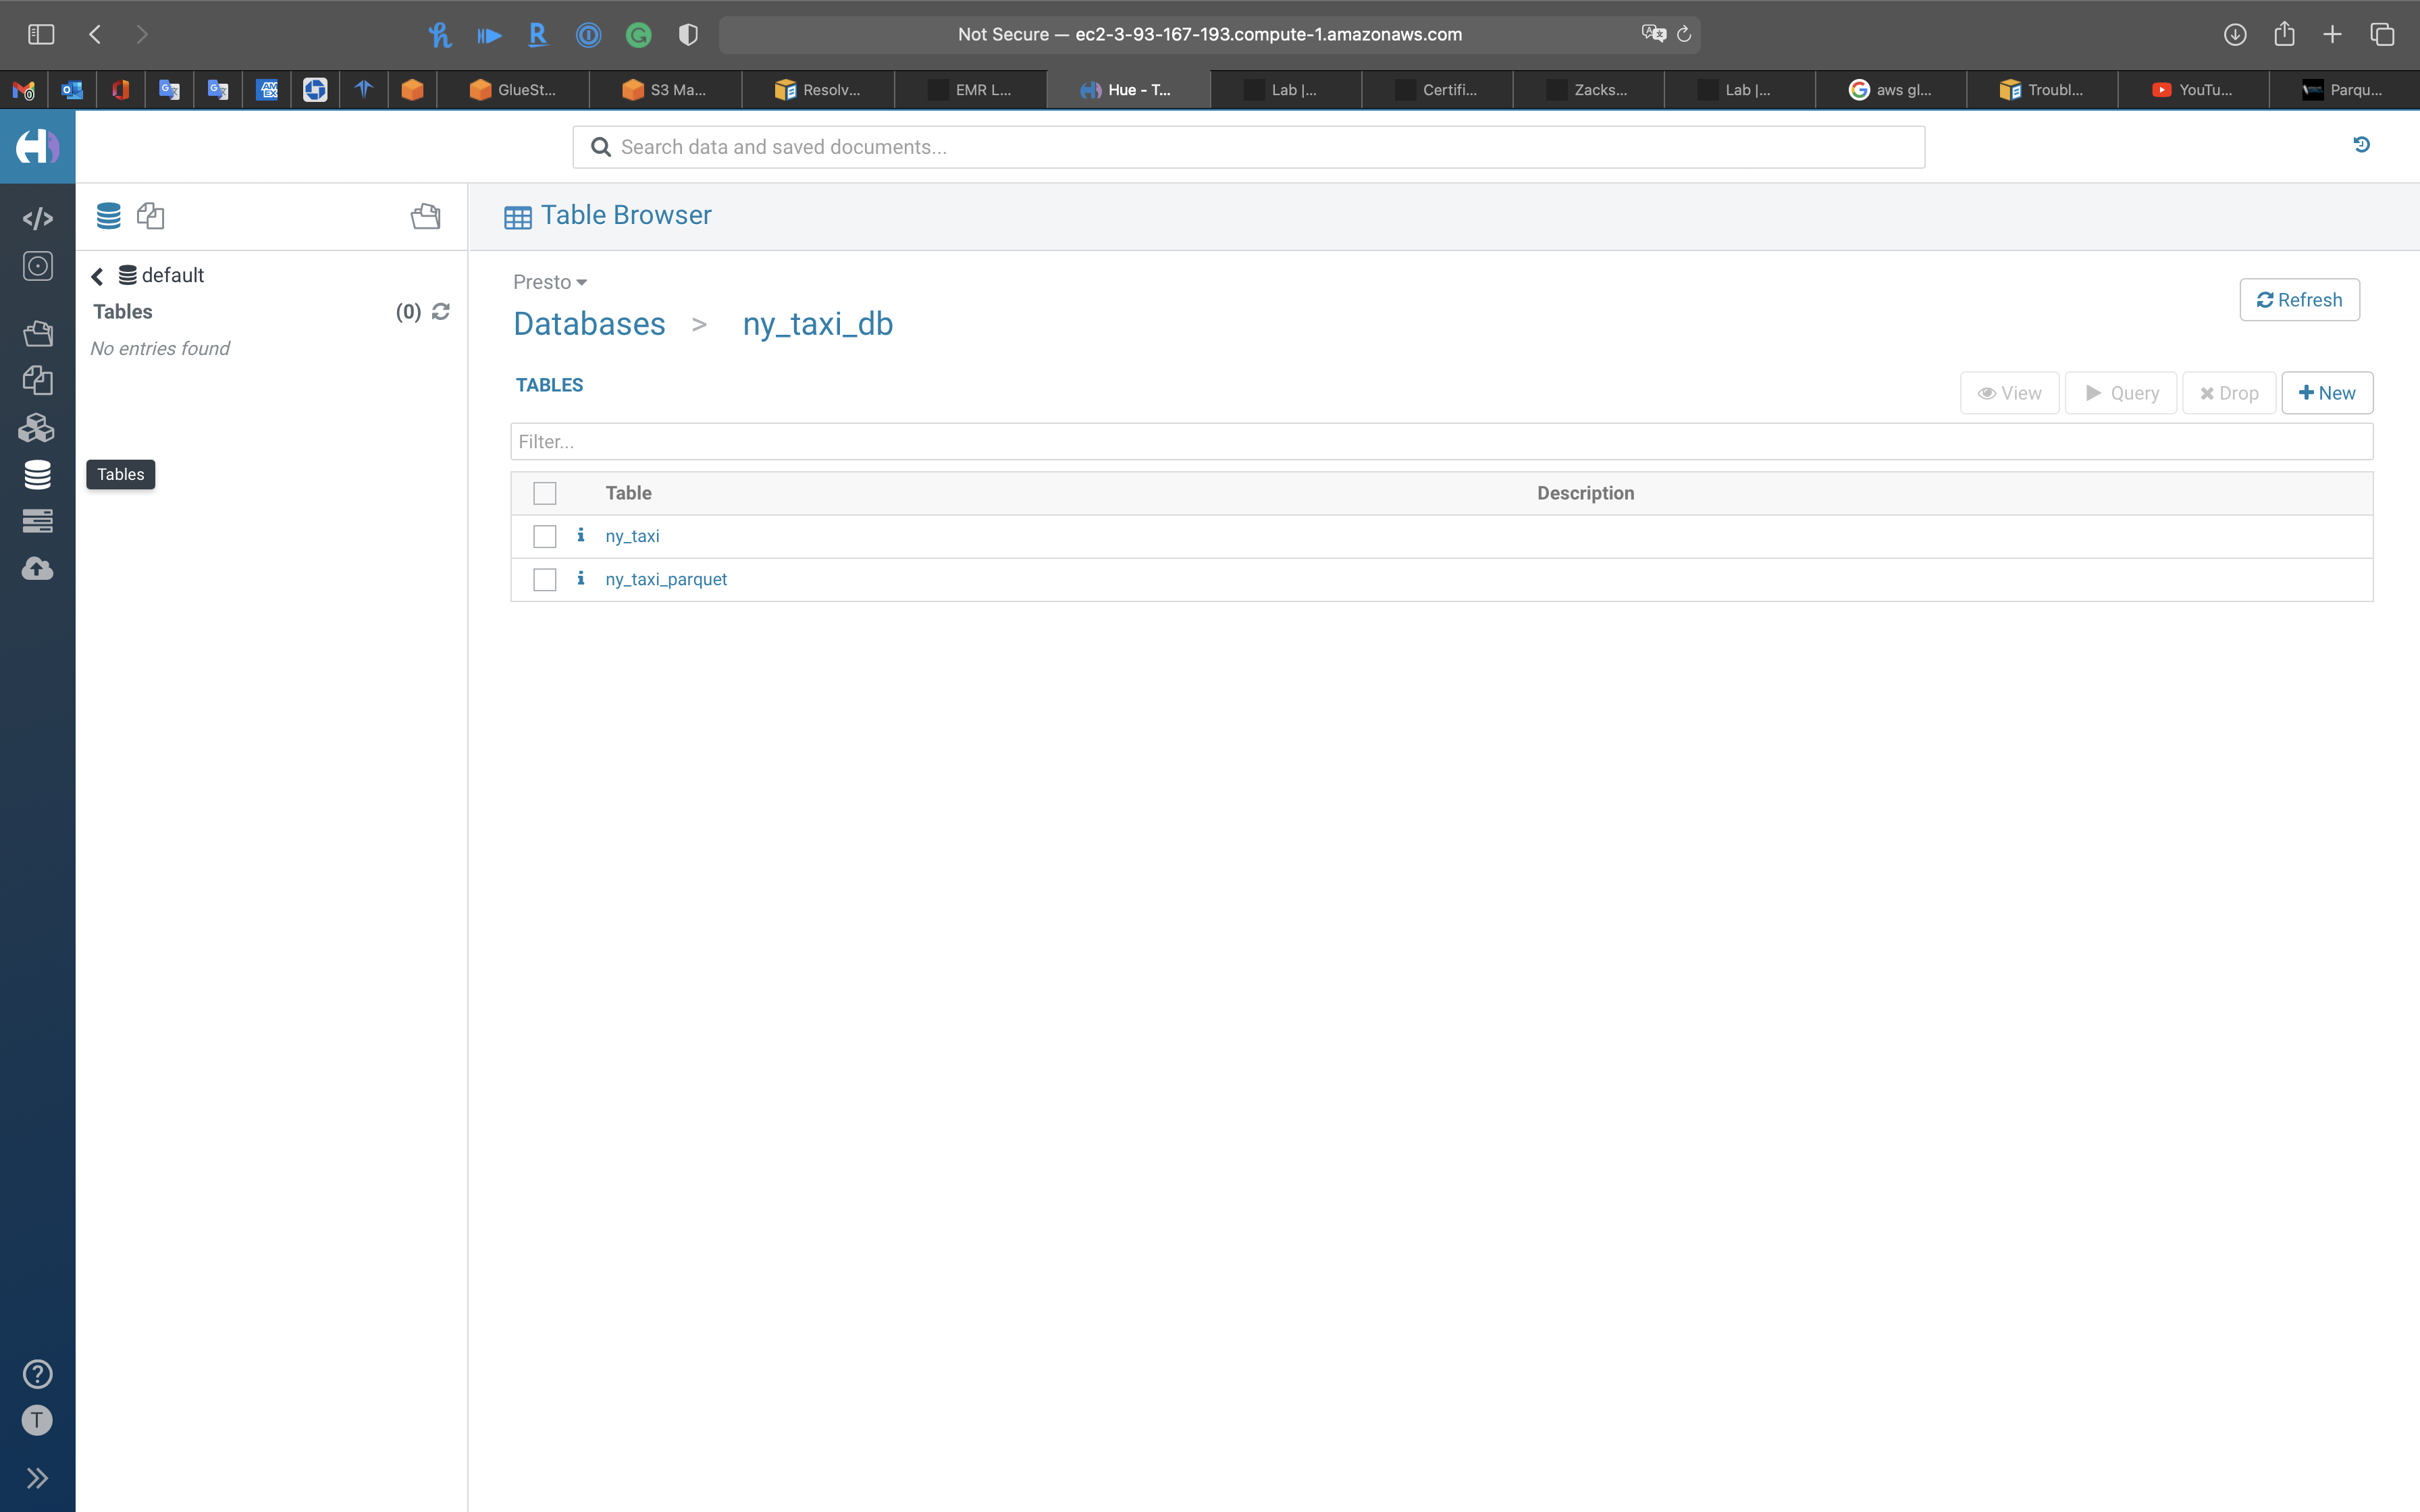 Not Secure — ec2-3-93-167-193.compute-1.amazonaws.com
GlueSt...
S3 Ma...
Resolv...
EMR L...
Hue - T...
Lab |...
Certifi...
Zacks...
Lab |...
aws gl...
Troubl...
YouTu...
Parqu...
Search data and saved documents...
Table Browser
default
Tables (0)
No entries found
Tables
Presto
Refresh
Databases > ny_taxi_db
TABLES
View
Query
Drop
New
Filter...
Table Description
ny_taxi
ny_taxi_parquet
T